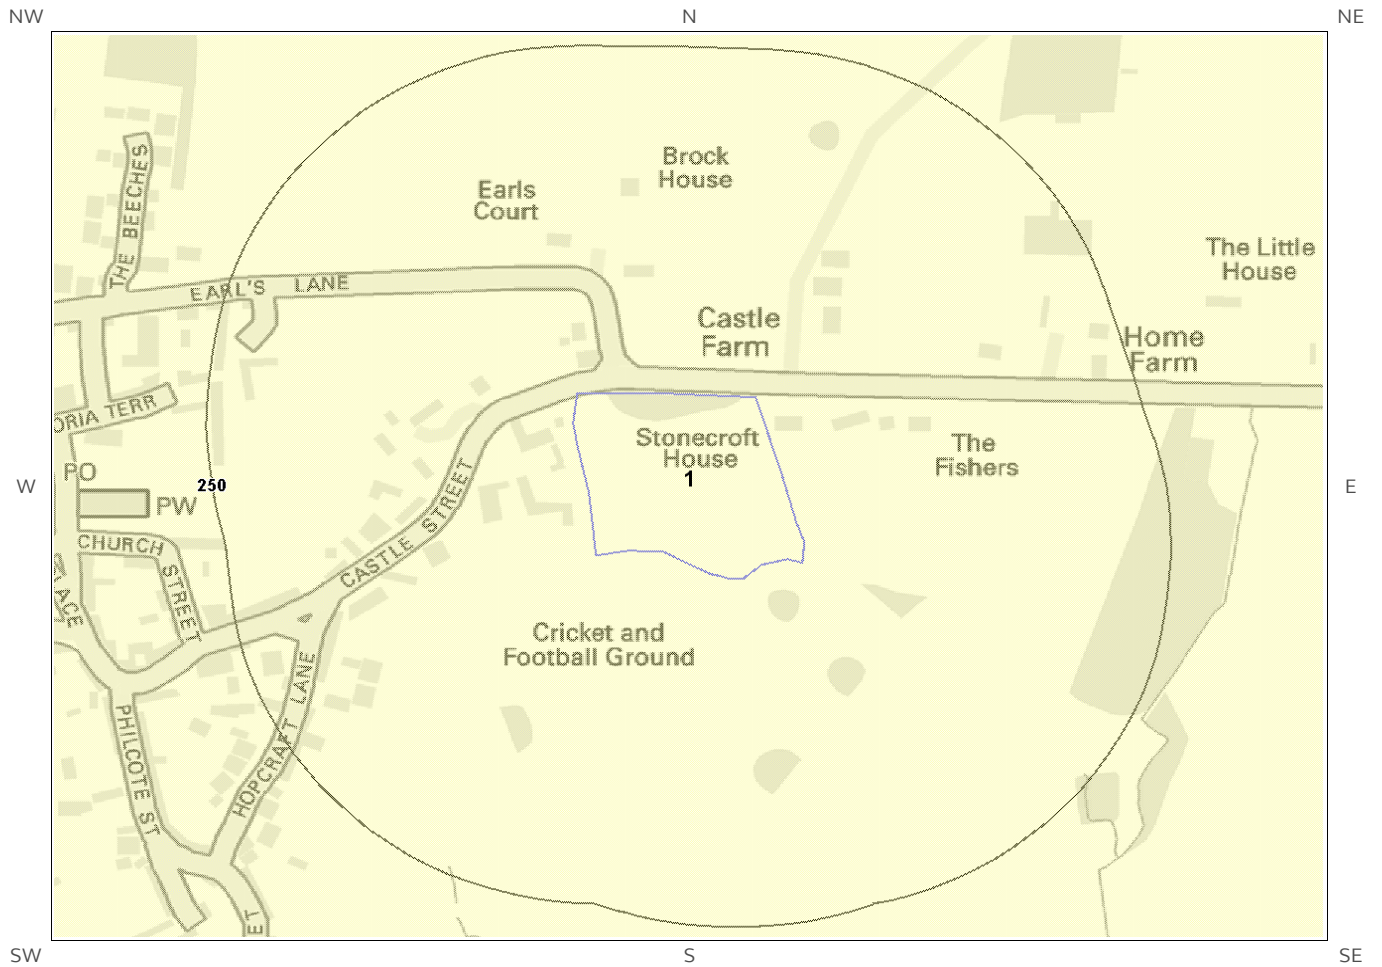 NW
N
NE
Brock
House
Earls
Court
THE BEECHES
The Little
House
EARL'S LANE
Castle
Farm
Home
Farm
ORIA TERR
Stonecroft
House
1
The
Fishers
PO
W
250
E
PW
CASTLE STREET
CHURCH
STREET
Cricket and
Football Ground
HOPCRAFT LANE
PHILCOTE ST
ET
SW
S
SE